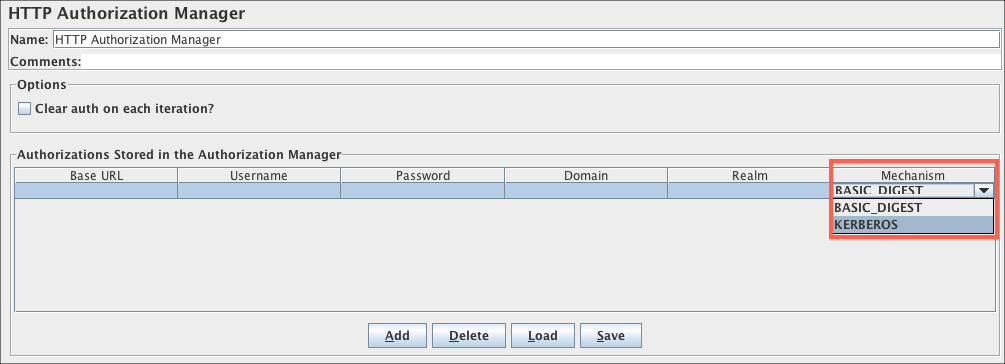 HTTP Authorization Manager
Name: HTTP Authorization Manager
Comments:
Options
Clear auth on each iteration?
Authorizations Stored in the Authorization Manager
Base URL Username Password Domain Realm Mechanism
BASIC_DIGEST
BASIC_DIGEST
KERBEROS
Add Delete Load Save